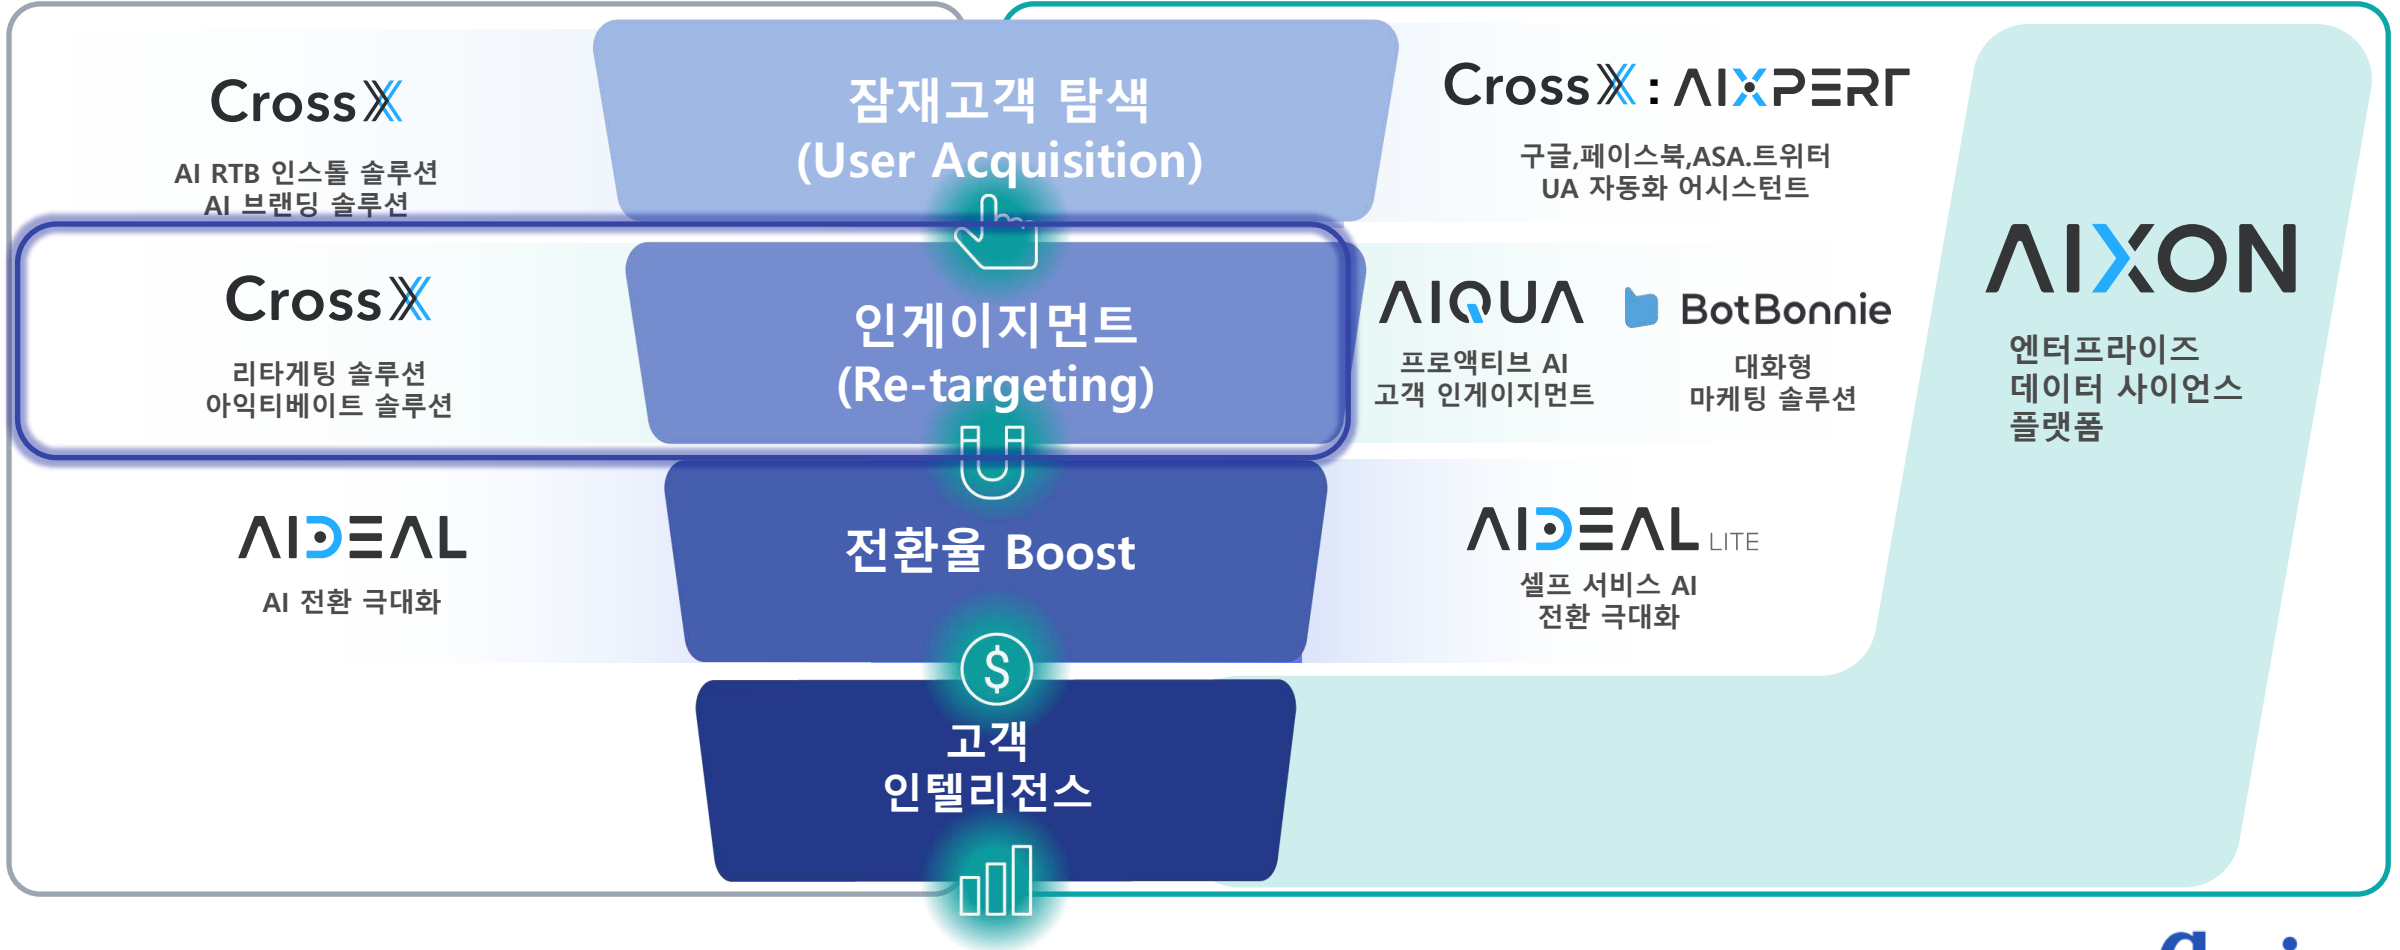 CrossX
AI RTB 인스톨 솔루션
AI 브랜딩 솔루션
잠재고객 탐색
(User Acquisition)
CrossX : AIXPERT
구글,페이스북,ASA.트위터
UA 자동화 어시스턴트
CrossX
리타게팅 솔루션
아익티베이트 솔루션
인게이지먼트
(Re-targeting)
AIQUA
프로액티브 AI
고객 인게이지먼트
BotBonnie
대화형
마케팅 솔루션
AIXON
엔터프라이즈
데이터 사이언스
플랫폼
AIDEAL
AI 전환 극대화
전환율 Boost
AIDEAL LITE
셀프 서비스 AI
전환 극대화
$
고객
인텔리전스